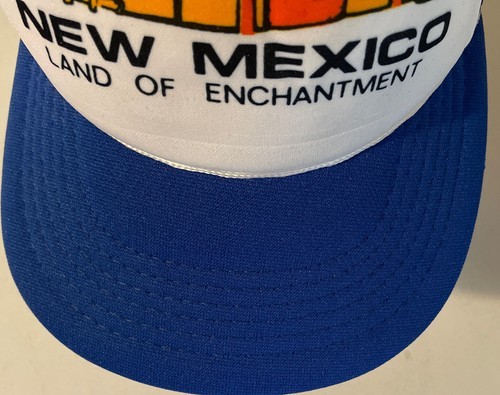 NEW MEXICO
LAND OF ENCHANTMENT